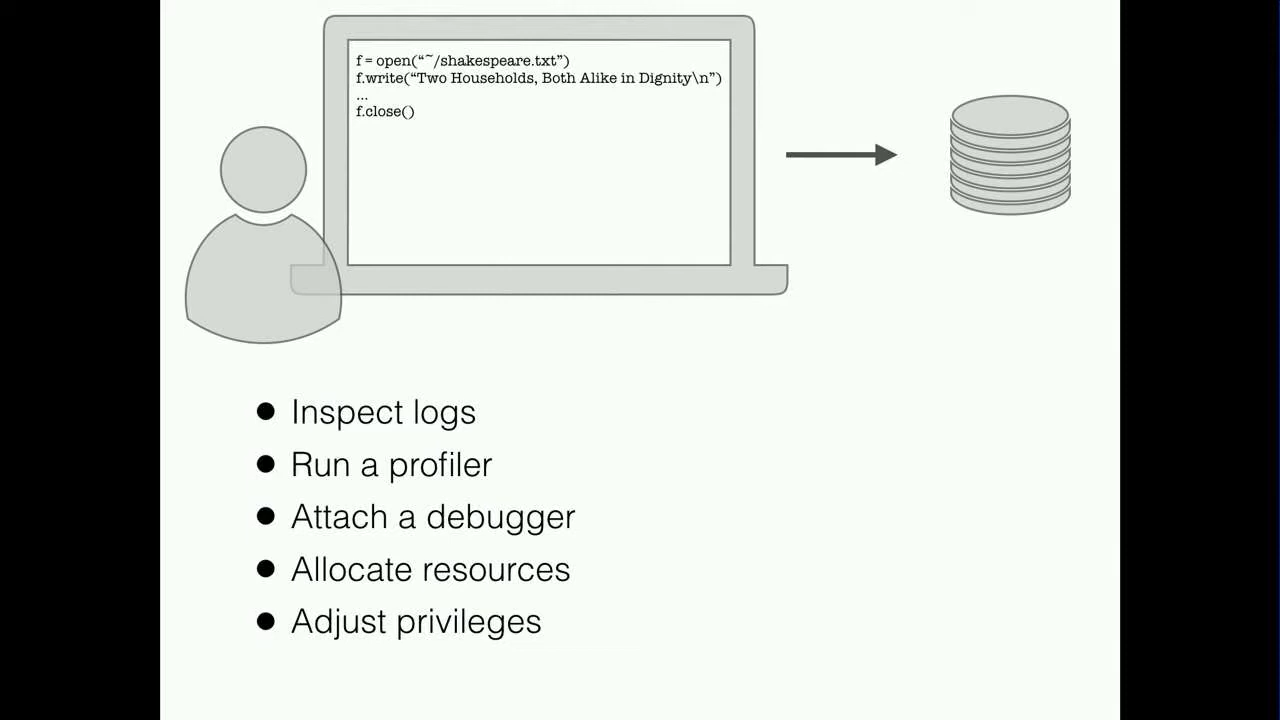 f = open(“~/shakespeare.txt”)
f.write(“Two Households, Both Alike in Dignity\n”)
...
f.close()
● Inspect logs
● Run a profiler
● Attach a debugger
● Allocate resources
● Adjust privileges